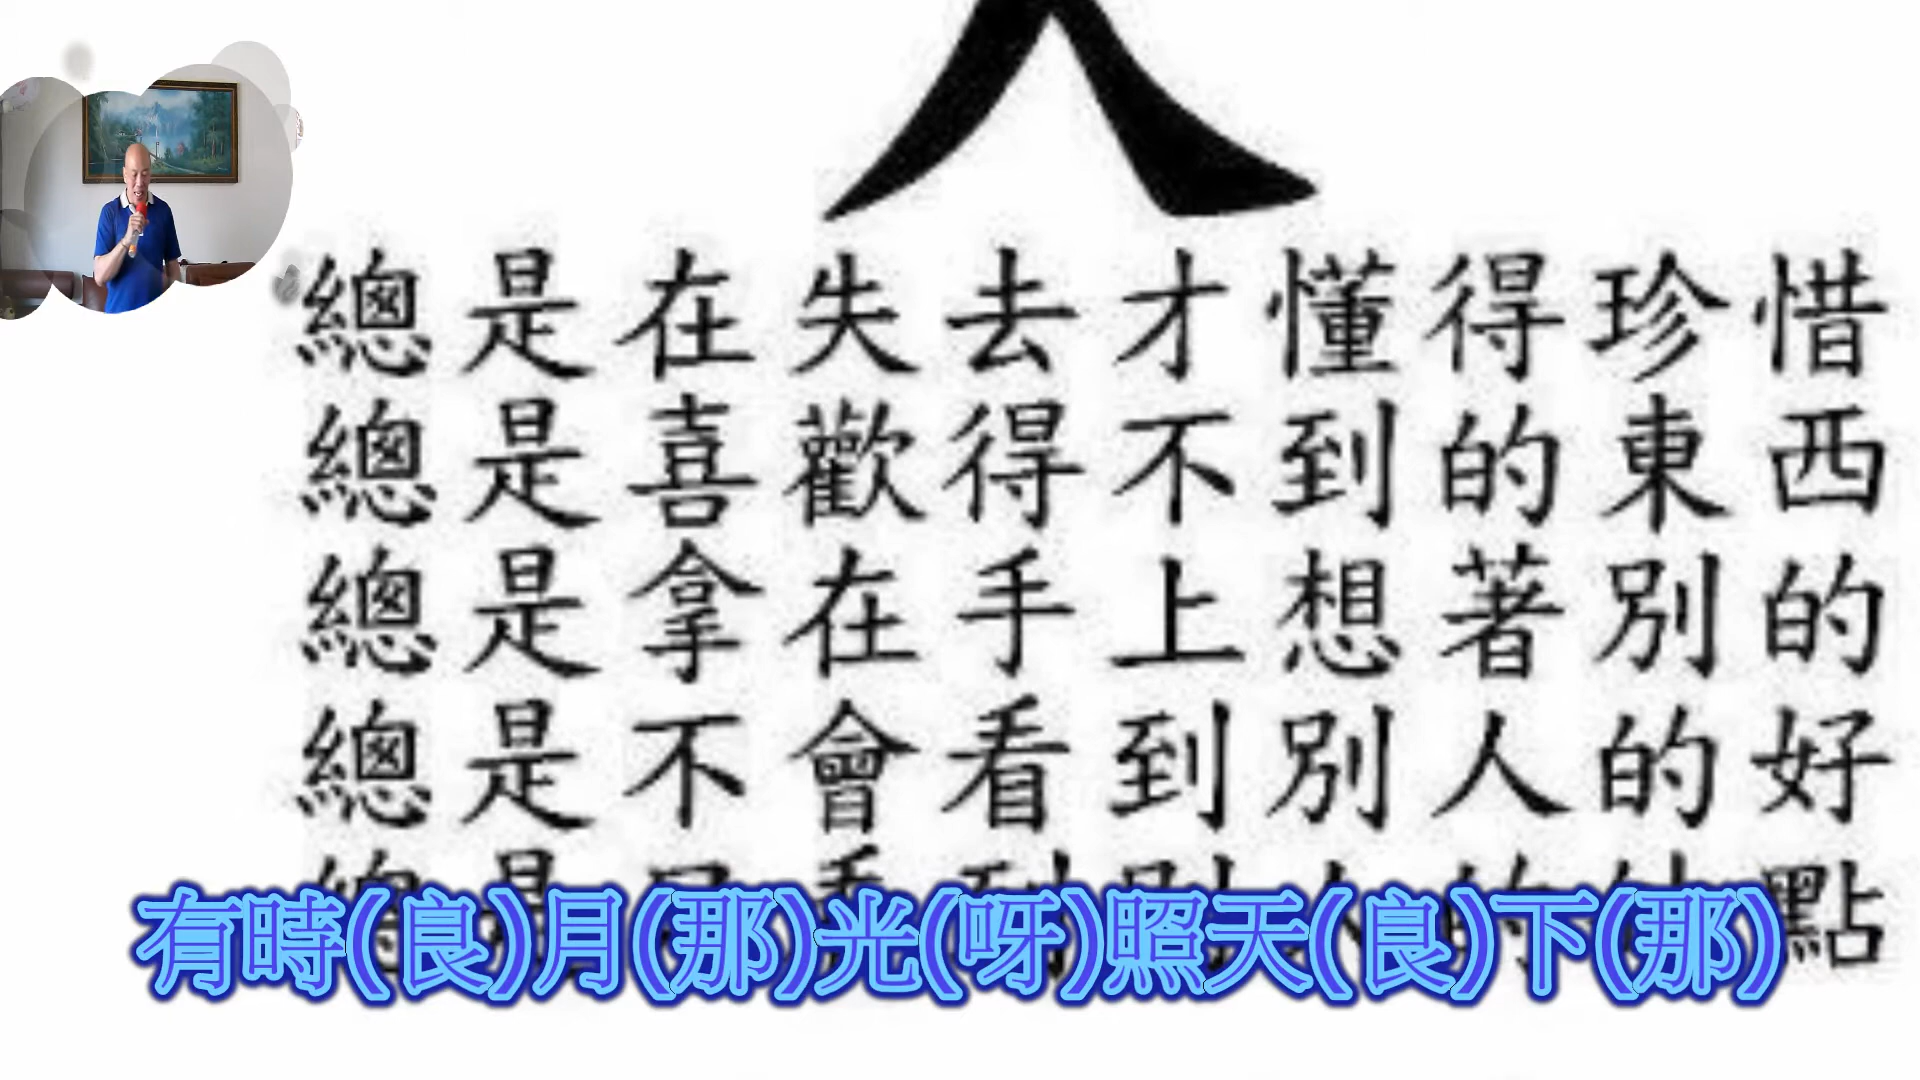 人
總是在失去才懂得珍惜
總是喜歡得不到的東西
總是拿在手上想著別的
總是不會看到別人的好
點
有時(良)月(那)光(呀)照天(良)下(那)